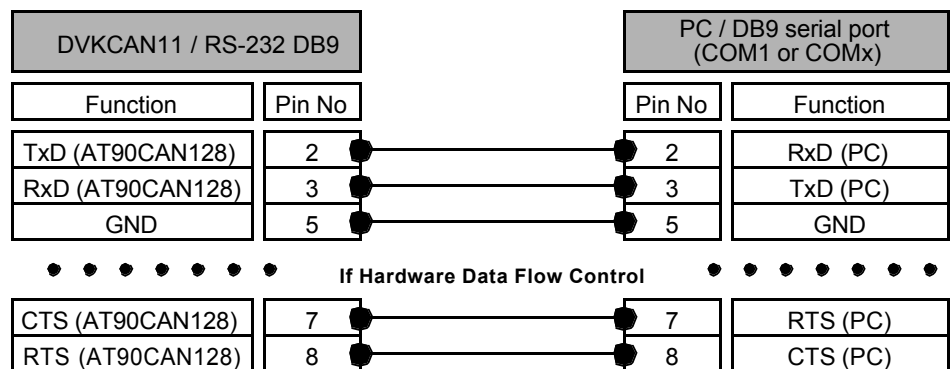 DVKCAN11 / RS-232 DB9
PC / DB9 serial port
(COM1 or COMx)
Function Pin No Pin No Function
TxD (AT90CAN128) 2 2 RxD (PC)
RxD (AT90CAN128) 3 3 TxD (PC)
GND 5 5 GND
If Hardware Data Flow Control
CTS (AT90CAN128) 7 7 RTS (PC)
RTS (AT90CAN128) 8 8 CTS (PC)